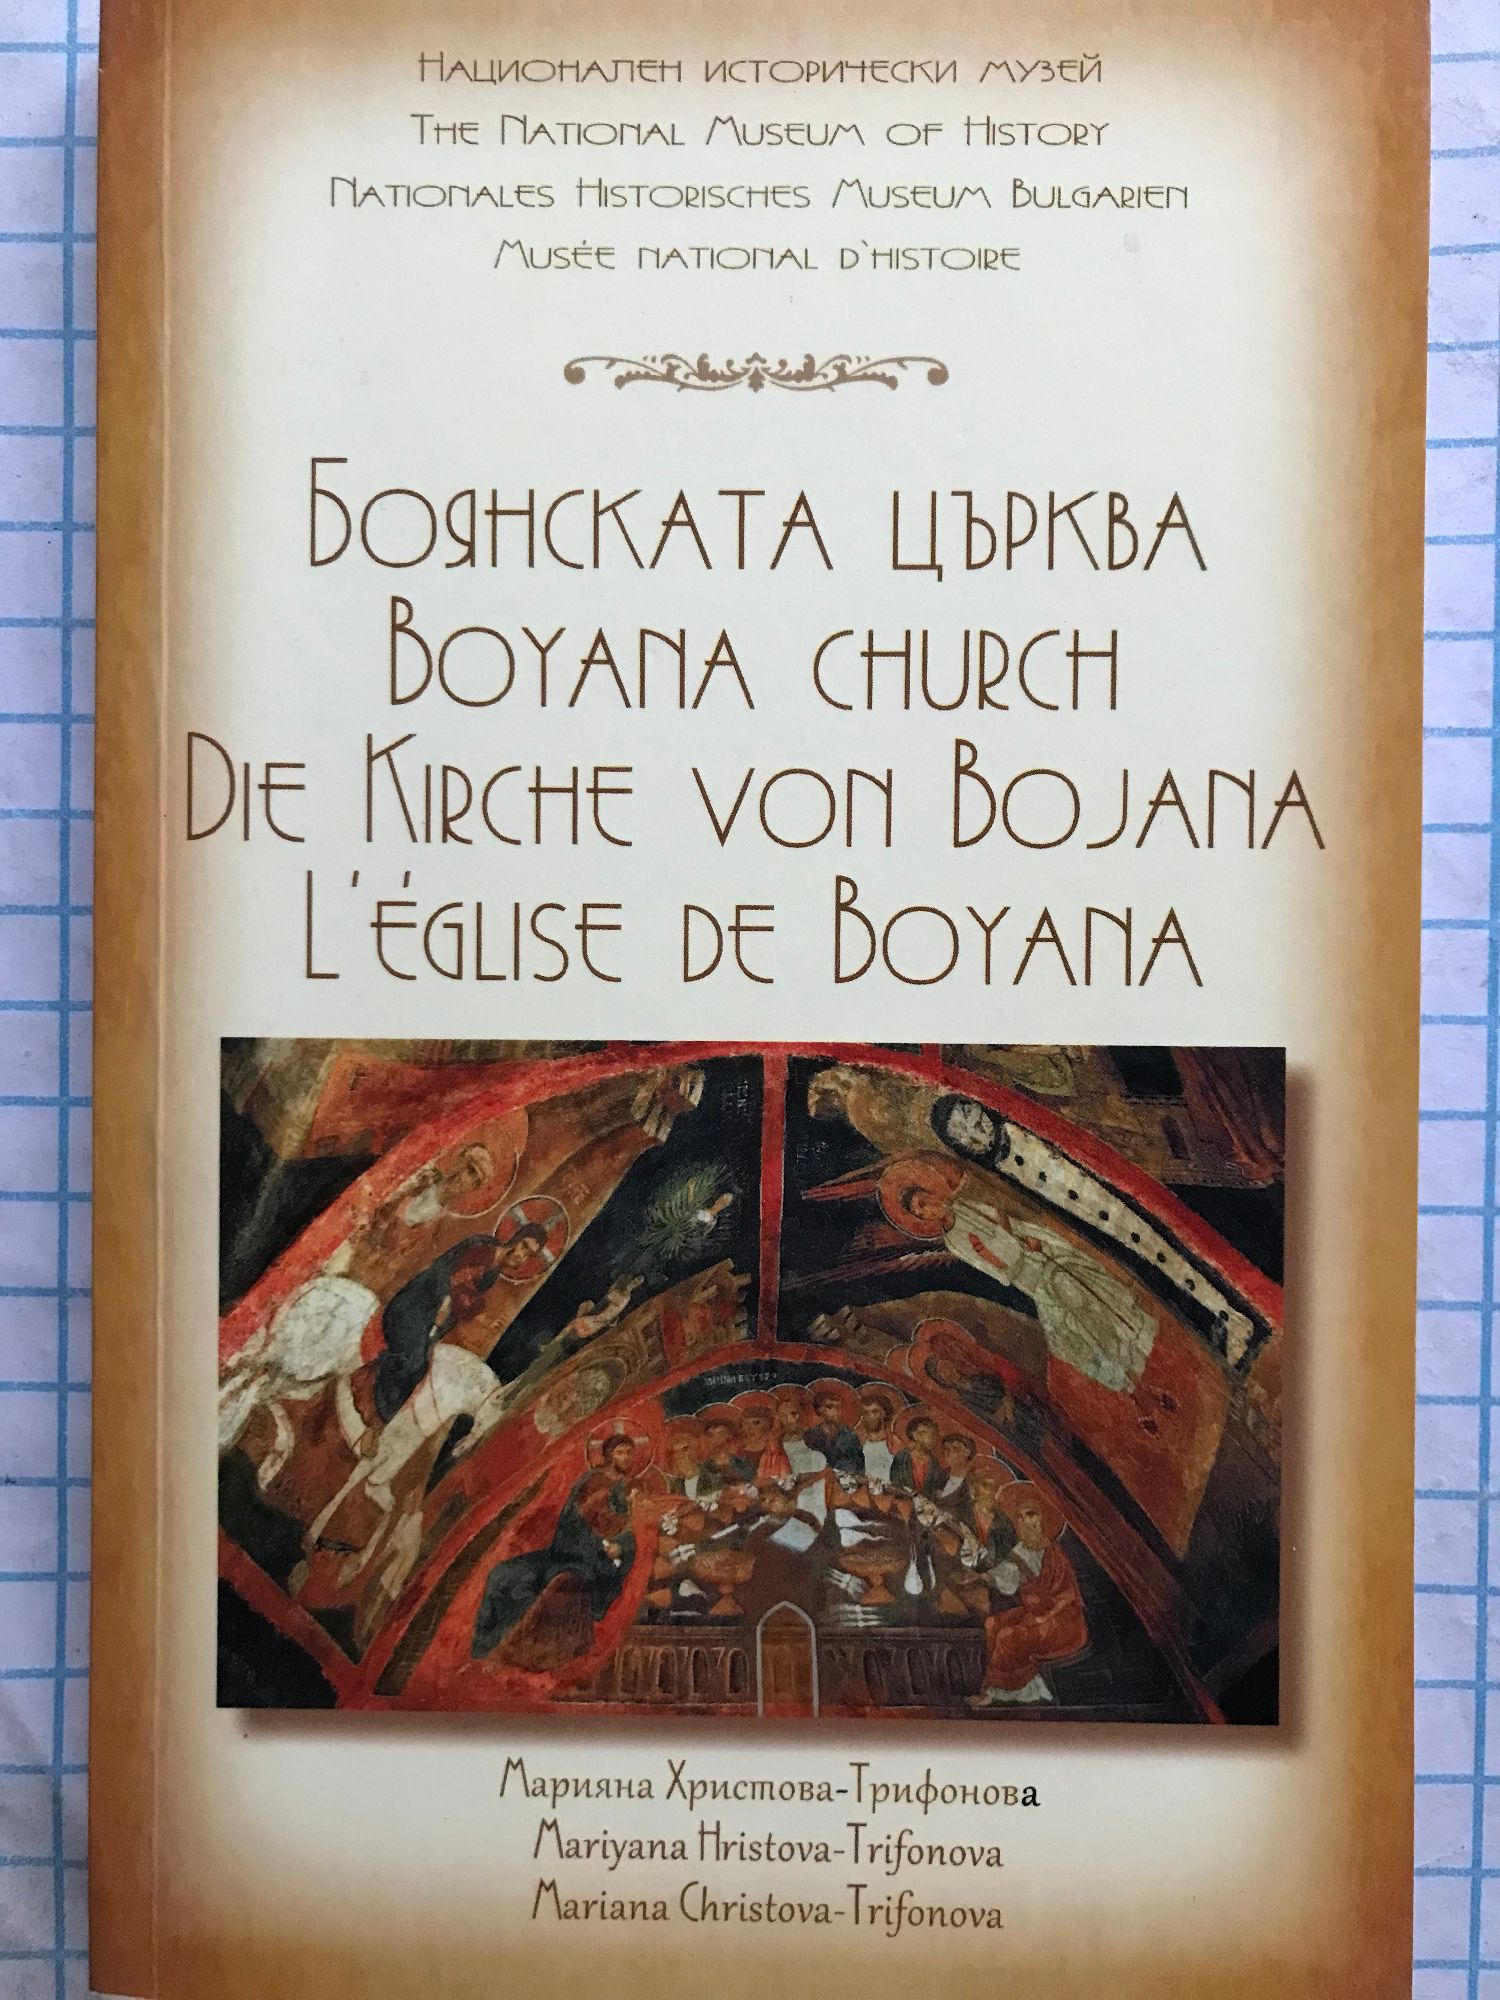 Национален исторически музей
The National Museum of History
Nationales Historisches Museum Bulgarien
Musée national d`histoire
Боянската църква
Boyana church
Die Kirche von Bojana
L'église de Boyana
Марияна Христова-Трифонова
Mariyana Hristova-Trifonova
Mariana Christova-Trifonova